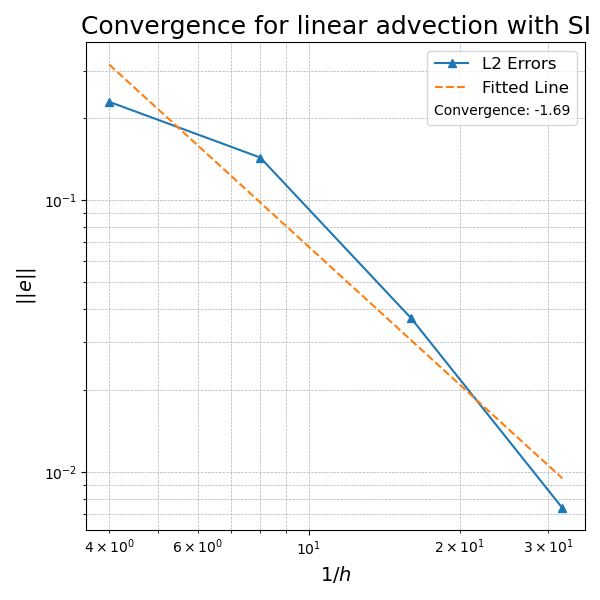 Convergence for linear advection with SI
L2 Errors
Fitted Line
Convergence: -1.69
||e||
10⁻¹
10⁻²
4 × 10⁰
6 × 10⁰
10¹
2 × 10¹
3 × 10¹
1/h